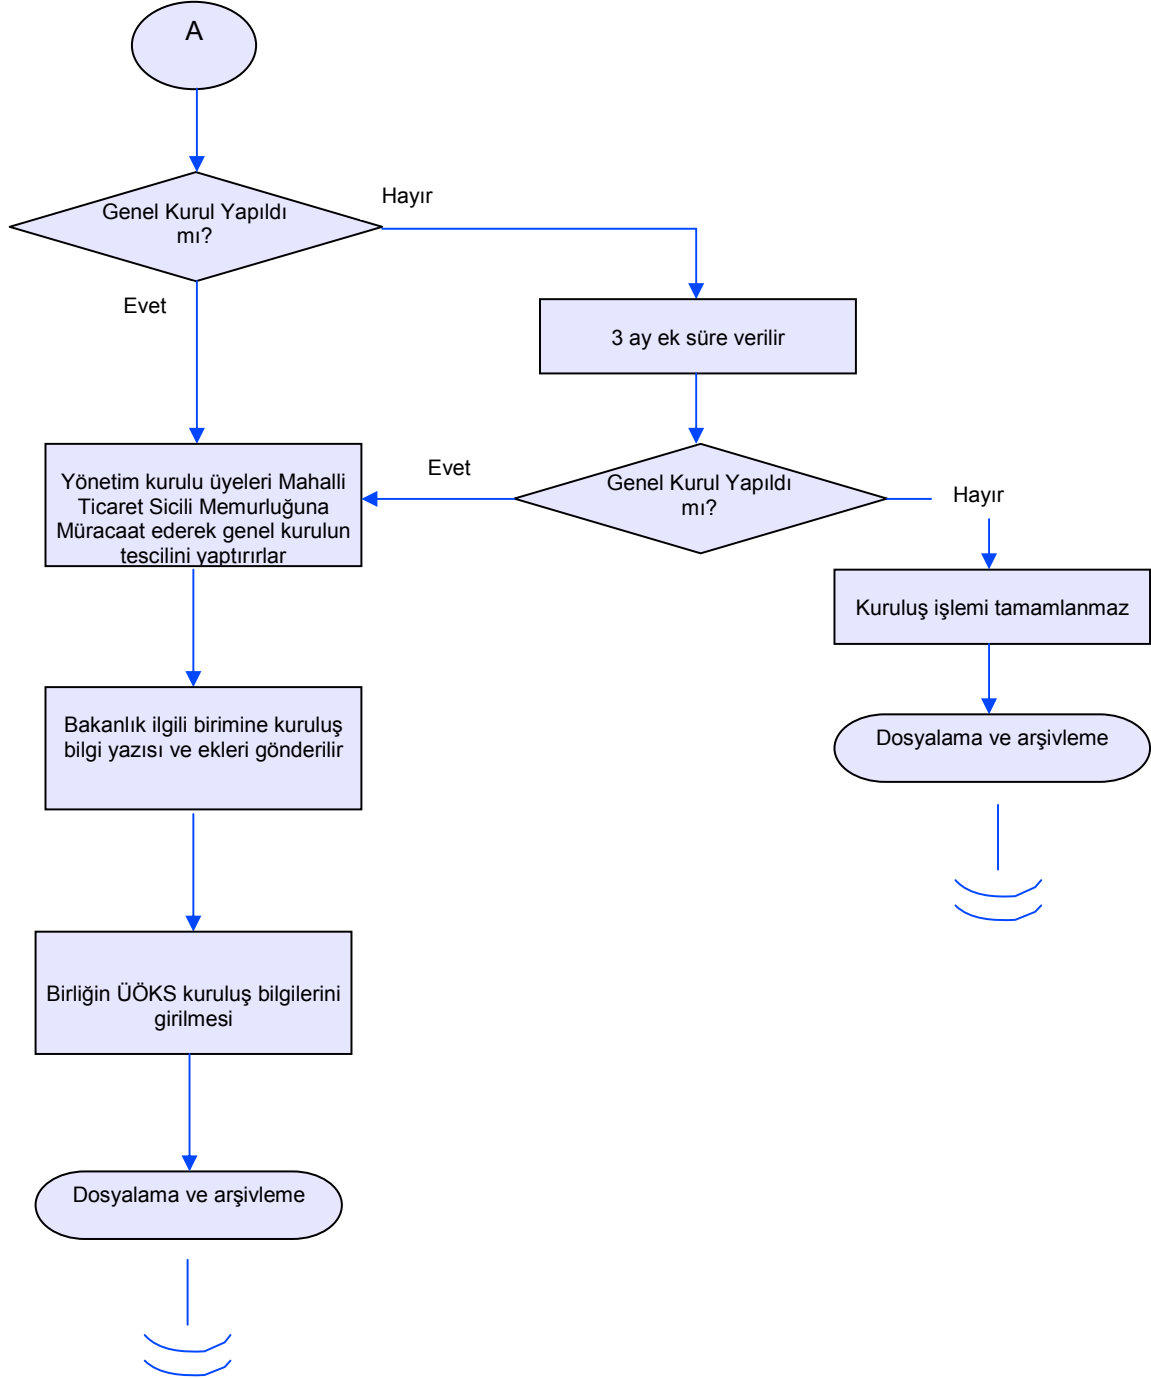 A
Genel Kurul Yapıldı
mı?
Hayır
Evet
3 ay ek süre verilir
Yönetim kurulu üyeleri Mahalli
Ticaret Sicili Memurluğuna
Müracaat ederek genel kurulun
tescilini yaptırırlar
Evet
Genel Kurul Yapıldı
mı?
Hayır
Kuruluş işlemi tamamlanmaz
Bakanlık ilgili birimine kuruluş
bilgi yazısı ve ekleri gönderilir
Dosyalama ve arşivleme
Birliğin ÜÖKS kuruluş bilgilerini
girilmesi
Dosyalama ve arşivleme